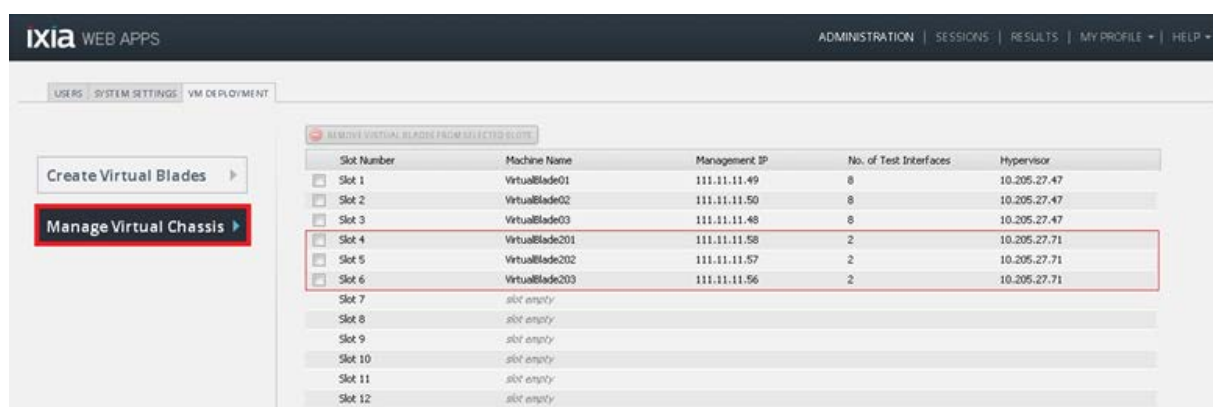 ixia WEB APPS
ADMINISTRATION | SESSIONS | RESULTS | MY PROFILE | HELP
USERS SYSTEM SETTINGS VM DEPLOYMENT
REMOVE VIRTUAL BLADES FROM SELECTED SLOTS
Create Virtual Blades
Manage Virtual Chassis
Slot Number Machine Name Management IP No. of Test Interfaces Hypervisor
Slot 1 VirtualBlade01 111.11.11.49 8 10.205.27.47
Slot 2 VirtualBlade02 111.11.11.50 8 10.205.27.47
Slot 3 VirtualBlade03 111.11.11.48 8 10.205.27.47
Slot 4 VirtualBlade201 111.11.11.58 2 10.205.27.71
Slot 5 VirtualBlade202 111.11.11.57 2 10.205.27.71
Slot 6 VirtualBlade203 111.11.11.56 2 10.205.27.71
Slot 7 slot empty
Slot 8 slot empty
Slot 9 slot empty
Slot 10 slot empty
Slot 11 slot empty
Slot 12 slot empty